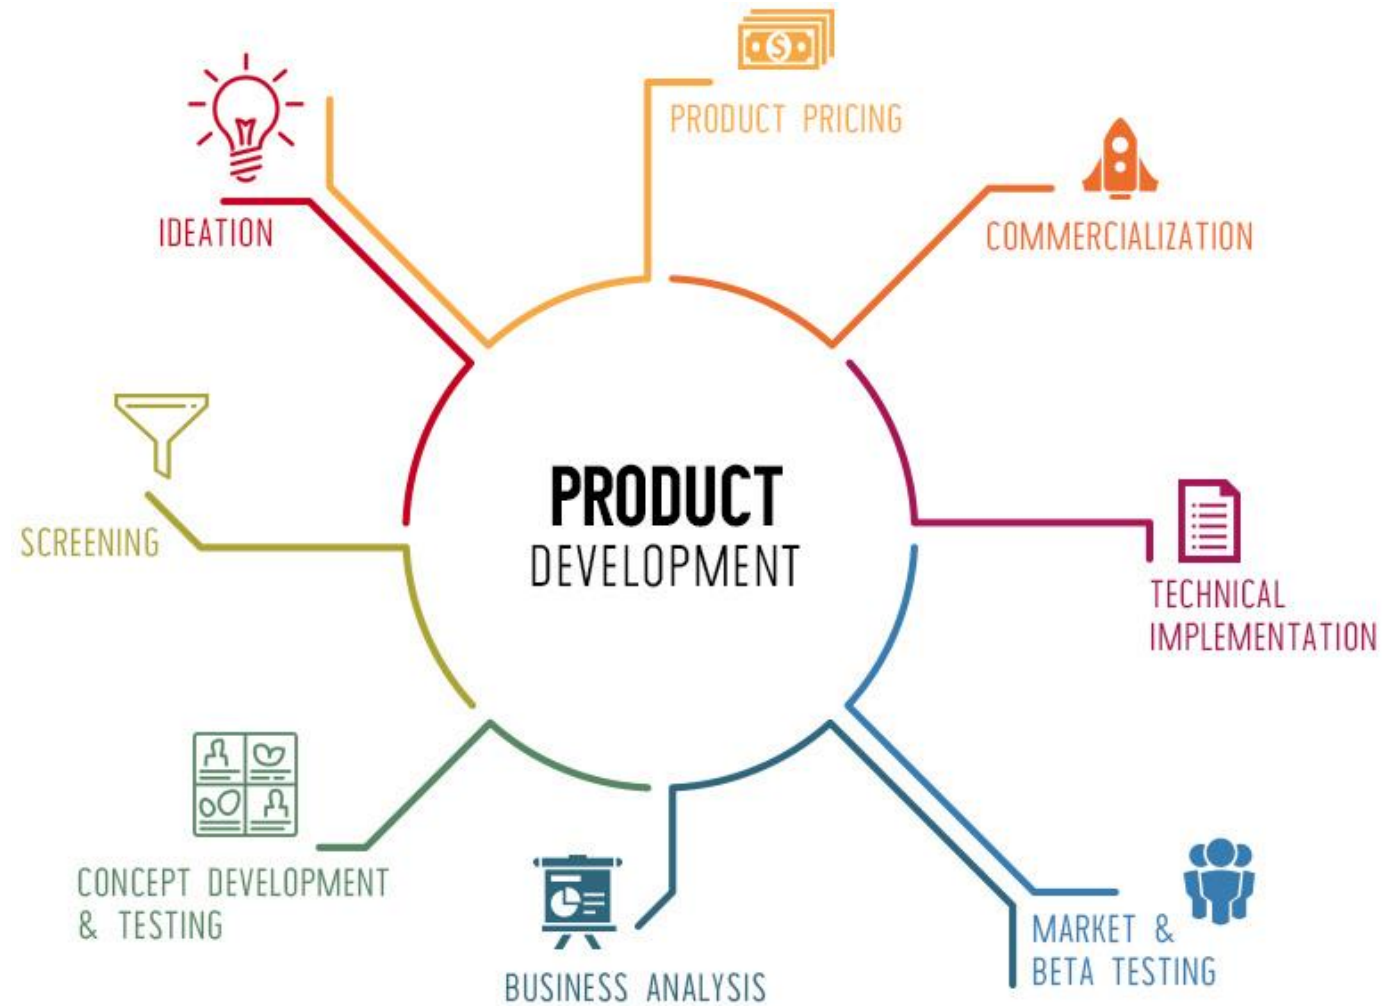 PRODUCT PRICING
COMMERCIALIZATION
IDEATION
SCREENING
PRODUCT
DEVELOPMENT
TECHNICAL
IMPLEMENTATION
CONCEPT DEVELOPMENT
& TESTING
BUSINESS ANALYSIS
MARKET &
BETA TESTING